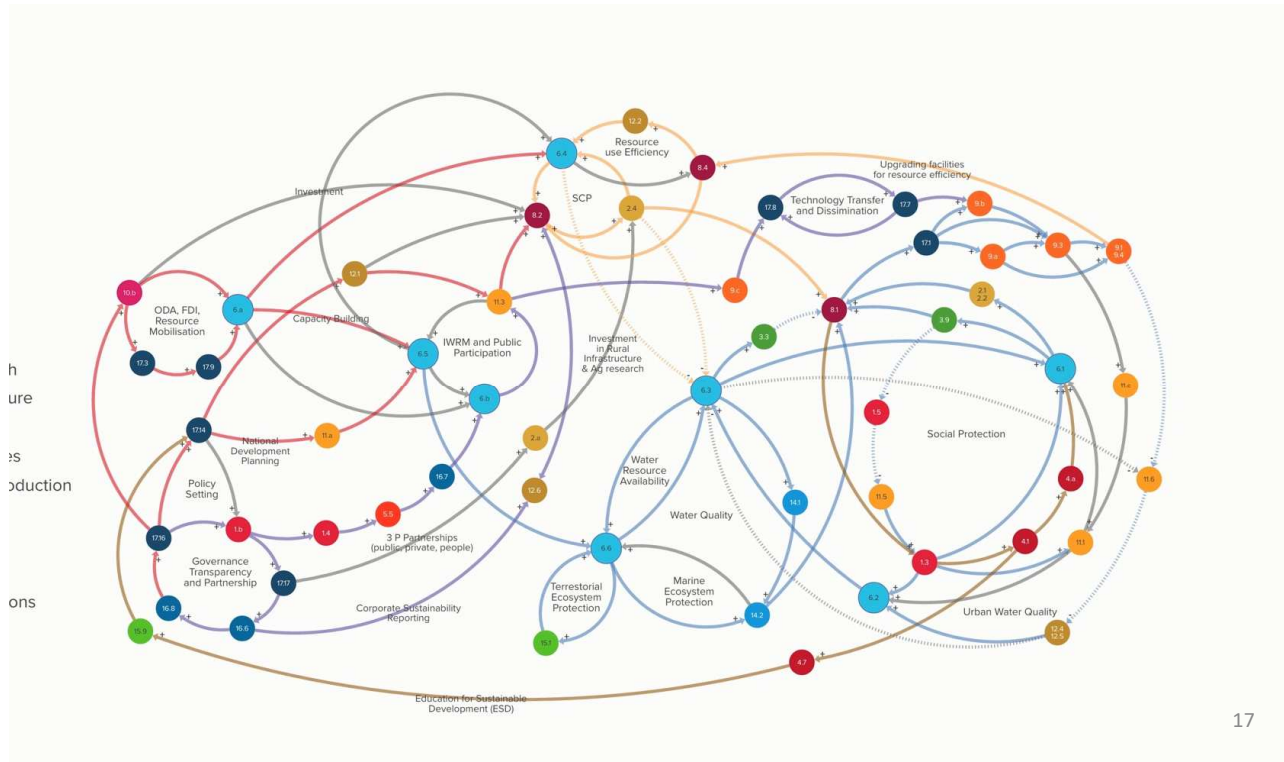 12.2
Resource
use Efficiency
6.4
8.4
Upgrading facilities
for resource efficiency
Investment
SCP
2.4
17.8
Technology Transfer
and Dissimination
17.7
9.b
8.2
17.1
9.3
9.1
9.4
9.a
12.1
10.b
11.3
9.c
2.1
2.2
ODA, FDI,
Resource
Mobilisation
6.a
8.1
Capacity Building
3.9
IWRM and Public
Participation
Investment
in Rural
Infrastructure
& Ag research
3.3
6.5
17.3
17.9
6.1
h
6.3
11.c
ure
6.b
1.5
17.14
11.a
2.a
Social Protection
National
Development
Planning
es
Water
Resource
Availability
16.7
4.a
11.6
oduction
Policy
Setting
12.6
11.5
14.1
5.5
Water Quality
1.b
1.4
17.16
3 P Partnerships
(public, private, people)
6.6
4.1
11.1
1.3
Governance
Transparency
and Partnership
17.17
Terrestorial
Ecosystem
Protection
Marine
Ecosystem
Protection
6.2
ons
16.8
Corporate Sustainability
Reporting
14.2
Urban Water Quality
15.9
16.6
15.1
12.4
12.5
4.7
Education for Sustainable
Development (ESD)
17